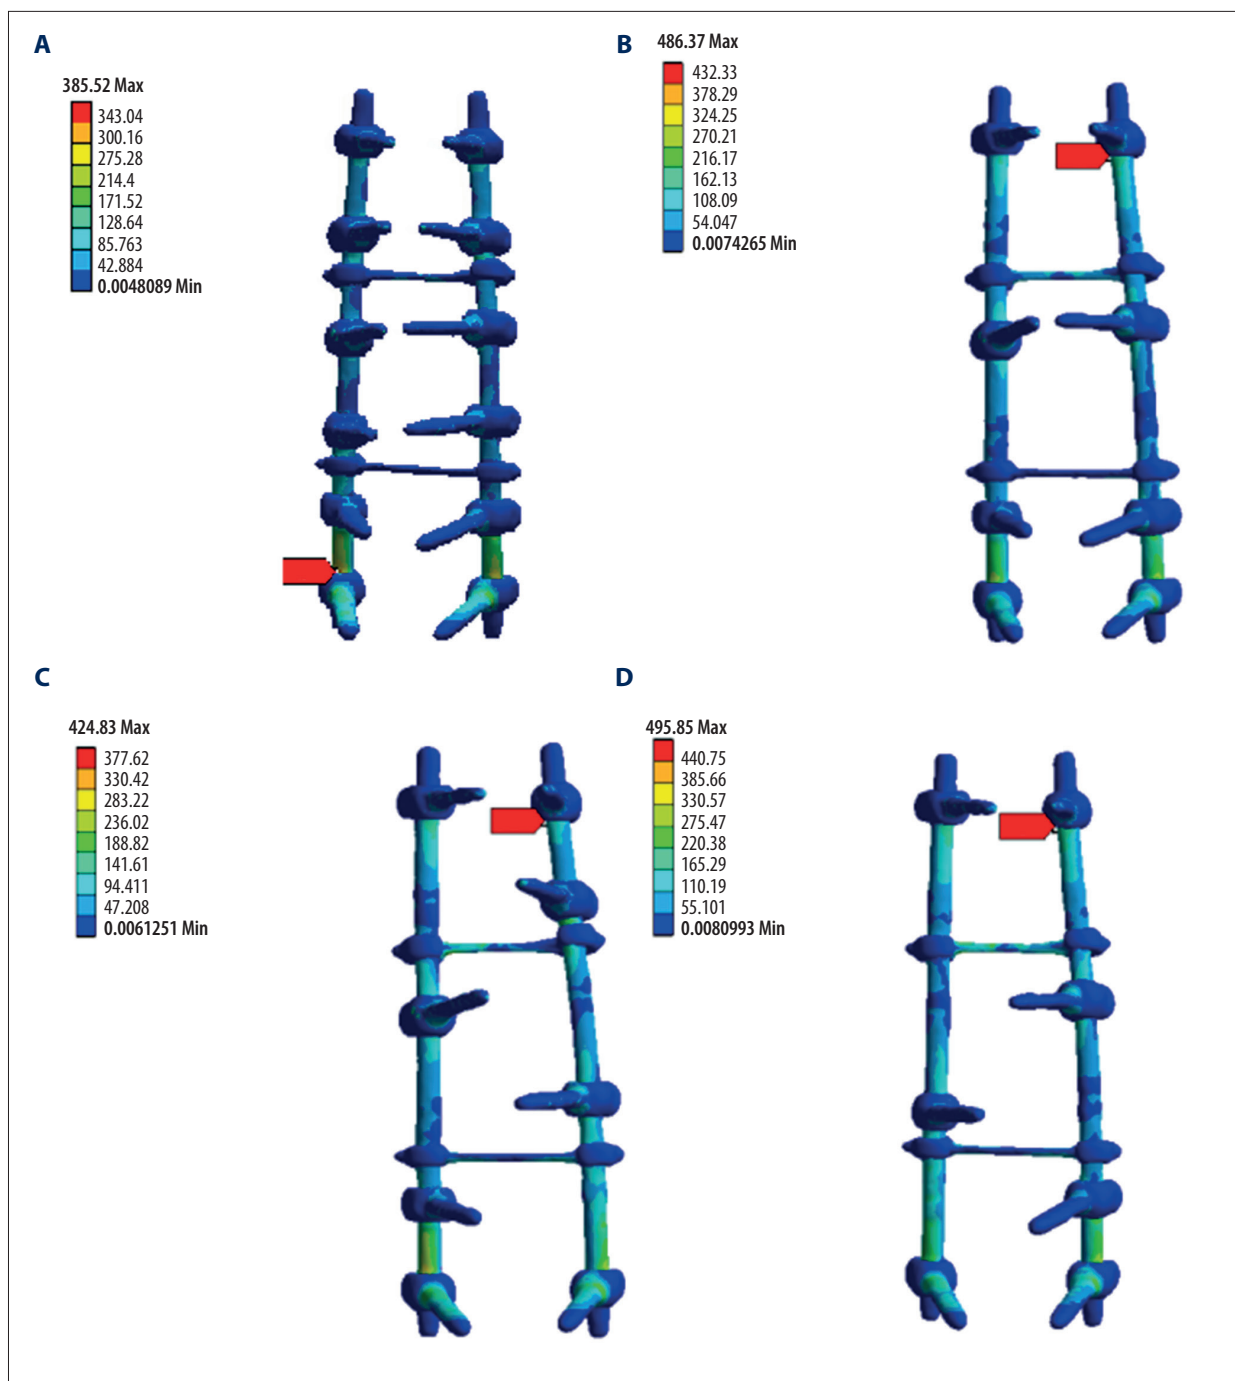 A
385.52 Max
343.04
300.16
275.28
214.4
171.52
128.64
85.763
42.884
0.0048089 Min
B
486.37 Max
432.33
378.29
324.25
270.21
216.17
162.13
108.09
54.047
0.0074265 Min
C
424.83 Max
377.62
330.42
283.22
236.02
188.82
141.61
94.411
47.208
0.0061251 Min
D
495.85 Max
440.75
385.66
330.57
275.47
220.38
165.29
110.19
55.101
0.0080993 Min